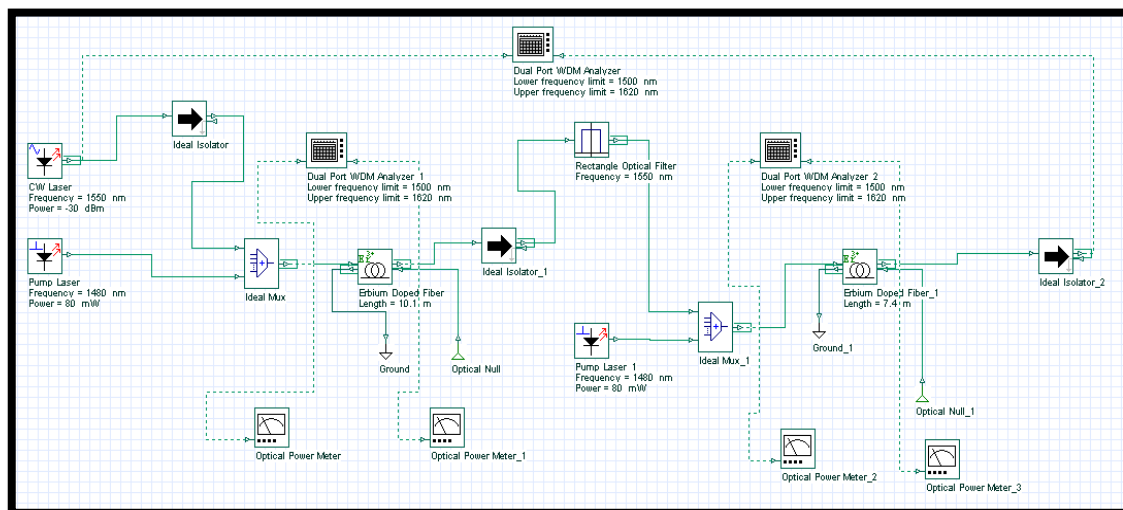 Dual Port WDM Analyzer
Lower frequency limit = 1500 nm
Upper frequency limit = 1620 nm
Ideal Isolator
CW Laser
Frequency = 1550 nm
Power = -30 dBm
Dual Port WDM Analyzer 1
Lower frequency limit = 1500 nm
Upper frequency limit = 1620 nm
Rectangle Optical Filter
Frequency = 1550 nm
Dual Port WDM Analyzer 2
Lower frequency limit = 1500 nm
Upper frequency limit = 1620 nm
Pump Laser
Frequency = 1480 nm
Power = 80 mW
Ideal Mux
Erbium Doped Fiber
Length = 10.1 m
Ideal Isolator_1
Erbium Doped Fiber_1
Length = 7.4 m
Ideal Isolator_2
Ground
Optical Null
Pump Laser 1
Frequency = 1480 nm
Power = 80 mW
Ideal Mux_1
Ground_1
Optical Null_1
Optical Power Meter
Optical Power Meter_1
Optical Power Meter_2
Optical Power Meter_3